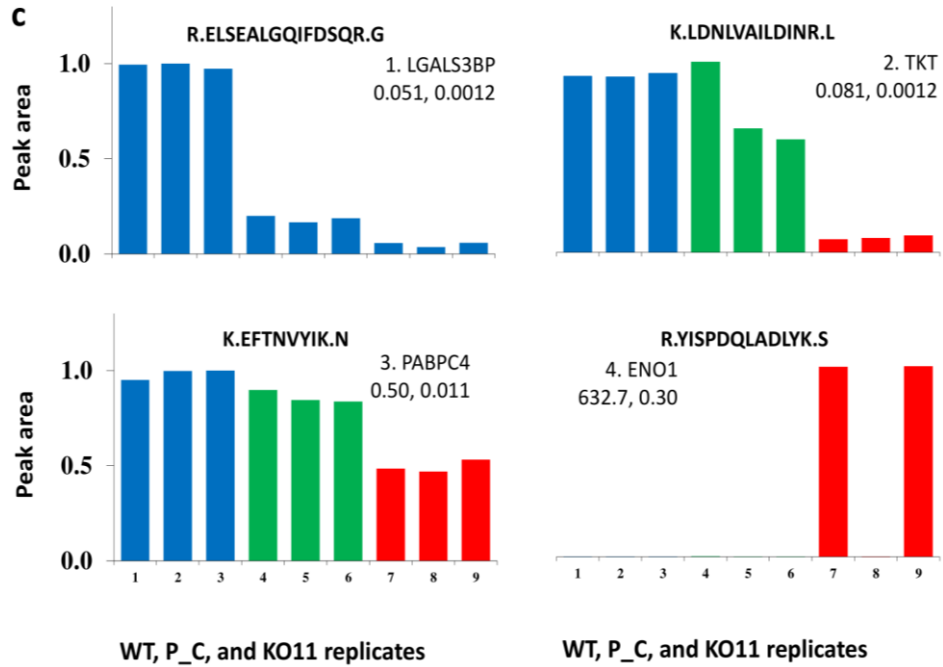 c
R.ELSEALGQIFDSQR.G
1. LGALS3BP
0.051, 0.0012
Peak area
1.0
0.5
0.0
K.LDNLVAILDINR.L
2. TKT
0.081, 0.0012
K.EFTNVYIK.N
3. PABPC4
0.50, 0.011
Peak area
1.0
0.5
0.0
1 2 3 4 5 6 7 8 9
WT, P_C, and KO11 replicates
R.YISPDQLADLYK.S
4. ENO1
632.7, 0.30
1 2 3 4 5 6 7 8 9
WT, P_C, and KO11 replicates